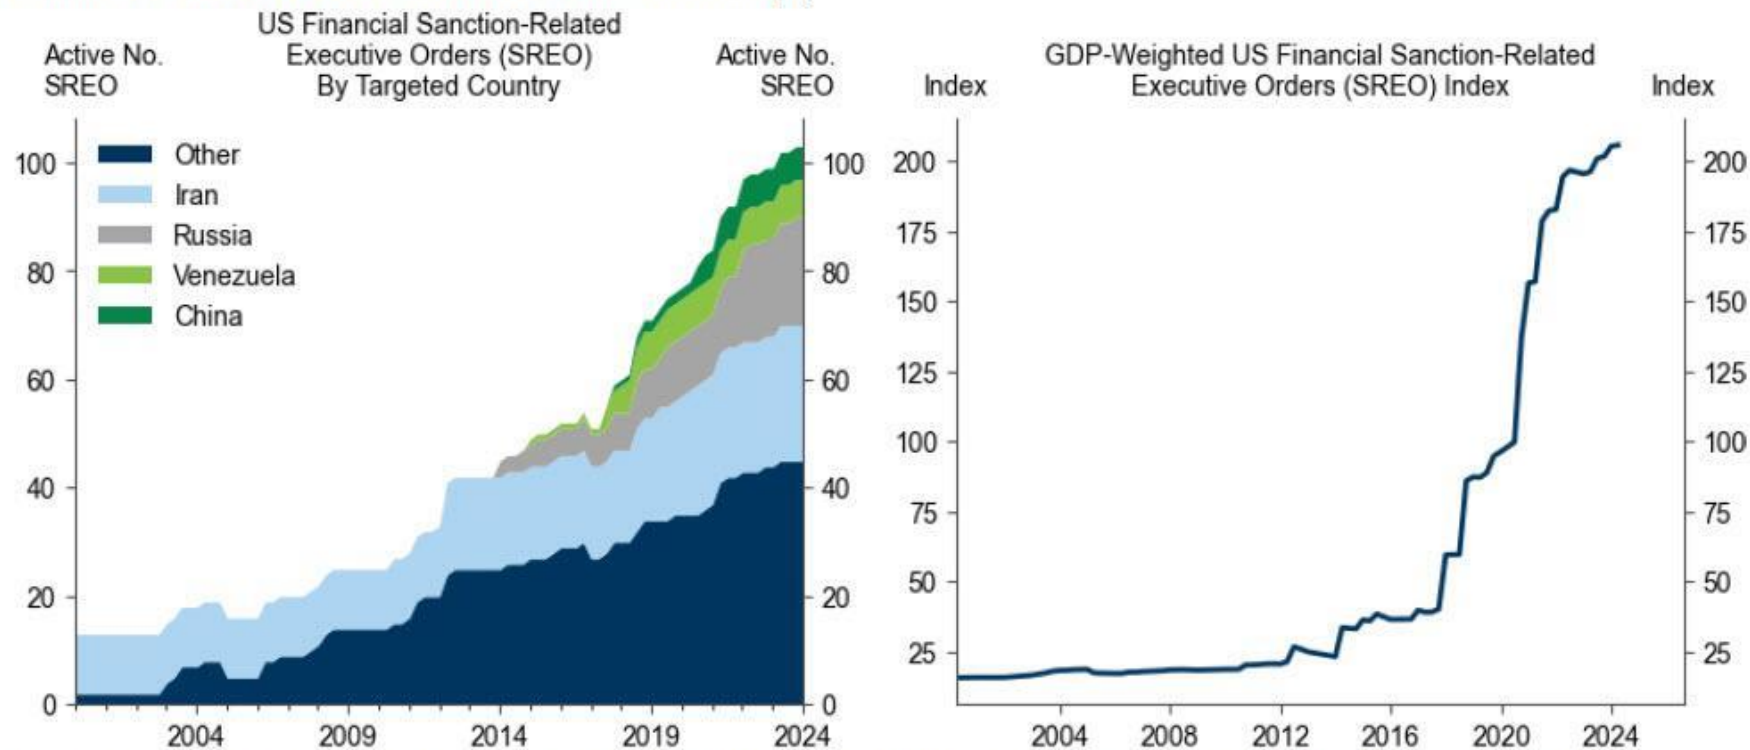 US Financial Sanction-Related
Executive Orders (SREO)
By Targeted Country
Active No.
SREO
Active No.
SREO
Other
Iran
Russia
Venezuela
China
100
80
60
40
20
0
100
80
60
40
20
0
2004 2009 2014 2019 2024
GDP-Weighted US Financial Sanction-Related
Executive Orders (SREO) Index
Index
Index
200
175
150
125
100
75
50
25
200
175
150
125
100
75
50
25
2004 2008 2012 2016 2020 2024